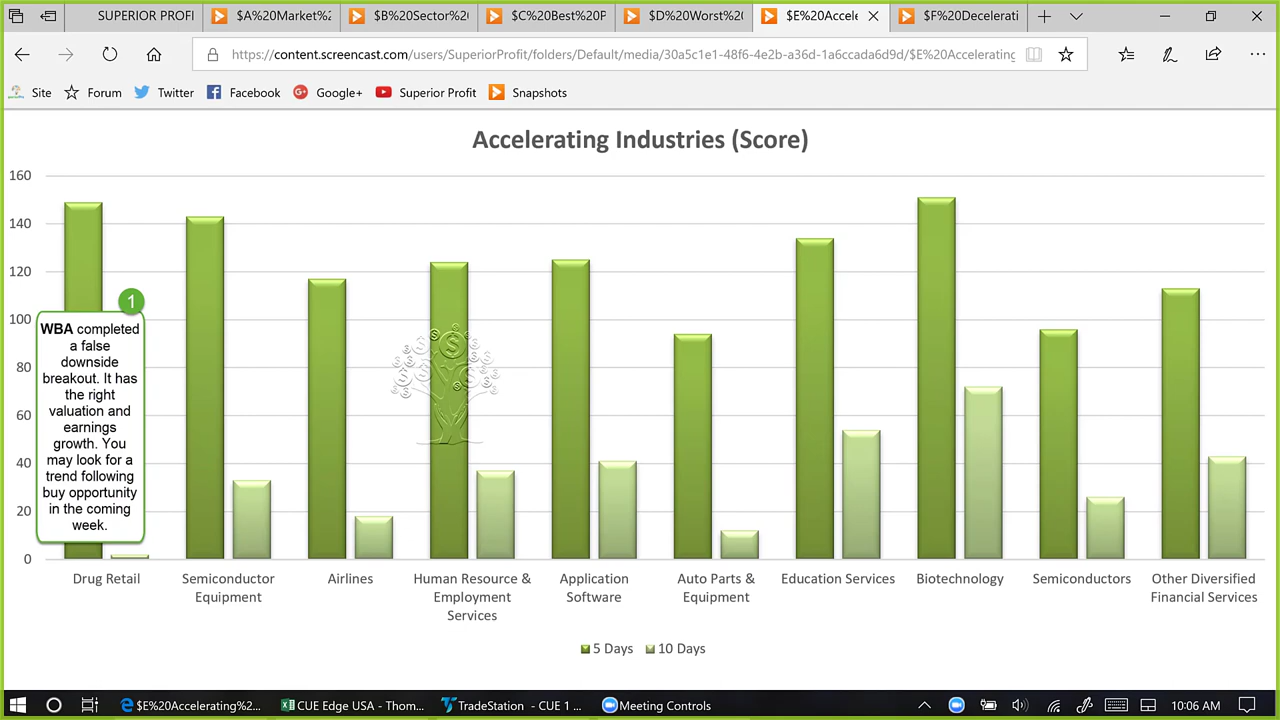 SUPERIOR PROFI
$A%20Market%2
$B%20Sector%2
$C%20Best%20P
$D%20Worst%20
$E%20Accele
$F%20Decelerati
https://content.screencast.com/users/SuperiorProfit/folders/Default/media/30a5c1e1-48f6-4e2b-a36d-1a6ccada6d9d/$E%20Accelerating
Site
Forum
Twitter
Facebook
Google+
Superior Profit
Snapshots
Accelerating Industries (Score)
160
140
120
100
80
60
40
20
0
1
WBA completed
a false
downside
breakout. It has
the right
valuation and
earnings
growth. You
may look for a
trend following
buy opportunity
in the coming
week.
Drug Retail
Semiconductor
Equipment
Airlines
Human Resource &
Employment
Services
Application
Software
Auto Parts &
Equipment
Education Services
Biotechnology
Semiconductors
Other Diversified
Financial Services
5 Days
10 Days
$E%20Accelerating%2...
CUE Edge USA - Thom...
TradeStation - CUE 1 ...
Meeting Controls
10:06 AM